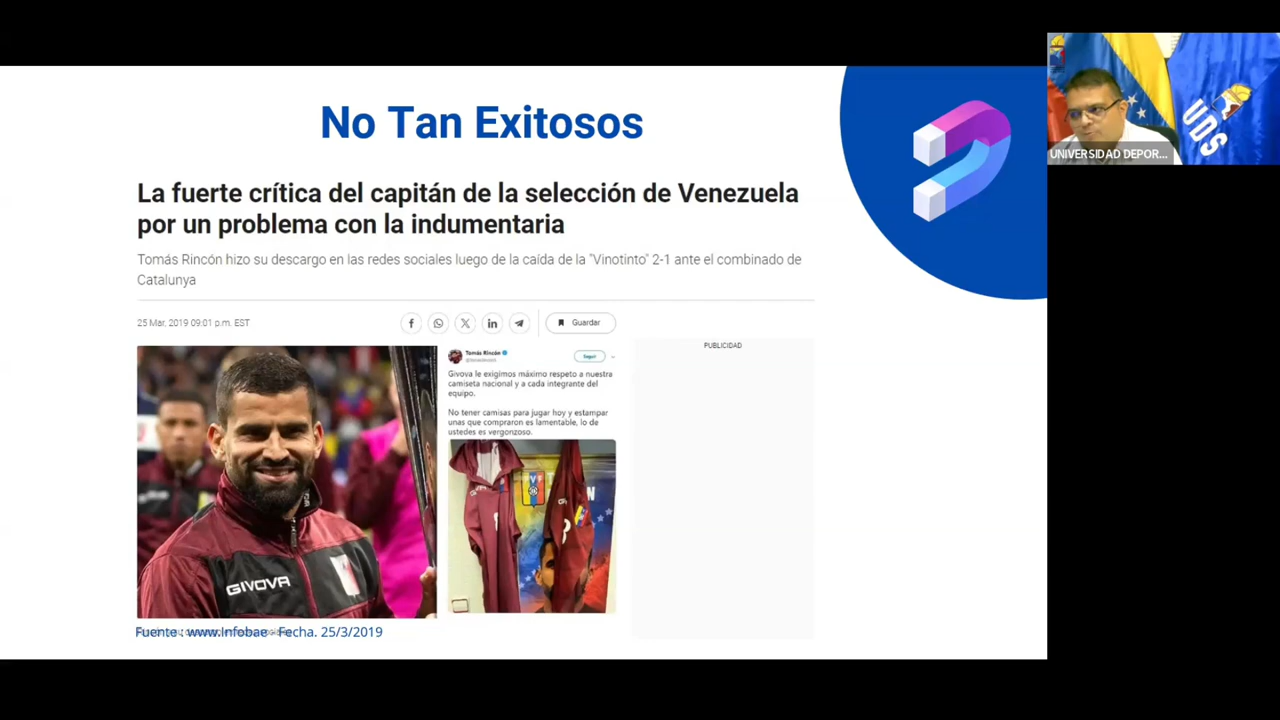 No Tan Exitosos
La fuerte crítica del capitán de la selección de Venezuela
por un problema con la indumentaria
Tomás Rincón hizo su descargo en las redes sociales luego de la caída de la "Vinotinto" 2-1 ante el combinado de
Catalunya
25 Mar, 2019 09:01 p.m. EST
Guardar
PUBLICIDAD
Tomás Rincón
Seguir
Givova le exigimos máximo respeto a nuestra
camiseta nacional y a cada integrante del
equipo.
No tener camisas para jugar hoy y estampar
unas que compraron es lamentable, lo de
ustedes es vergonzoso.
GIVOVA
FVF
Fuente : www.Infobae - Fecha. 25/3/2019
UDS
UNIVERSIDAD DEPOR...